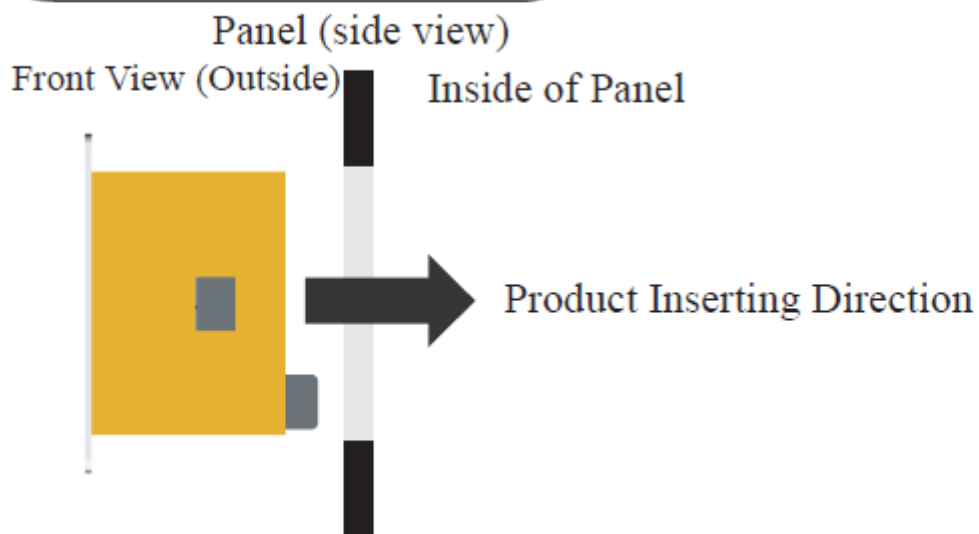 Panel (side view)
Front View (Outside)
Inside of Panel
Product Inserting Direction